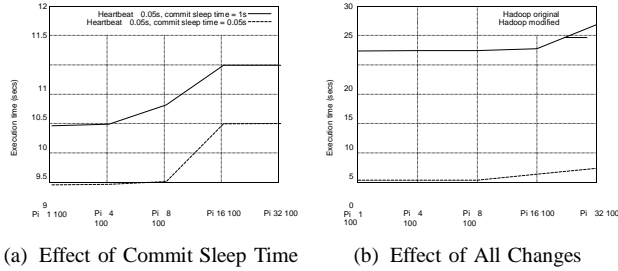 12
Heartbeat 0.05s, commit sleep time = 1s
Heartbeat 0.05s, commit sleep time = 0.05s
11.5
11
10.5
10
9.5
9
Execution time (secs)
Pi 1 100
Pi 4 100
Pi 8 100
Pi 16 100
Pi 32 100
(a) Effect of Commit Sleep Time
30
Hadoop original
Hadoop modified
25
20
15
10
5
0
Execution time (secs)
Pi 1 100
Pi 4 100
Pi 8 100
Pi 16 100
Pi 32 100
(b) Effect of All Changes